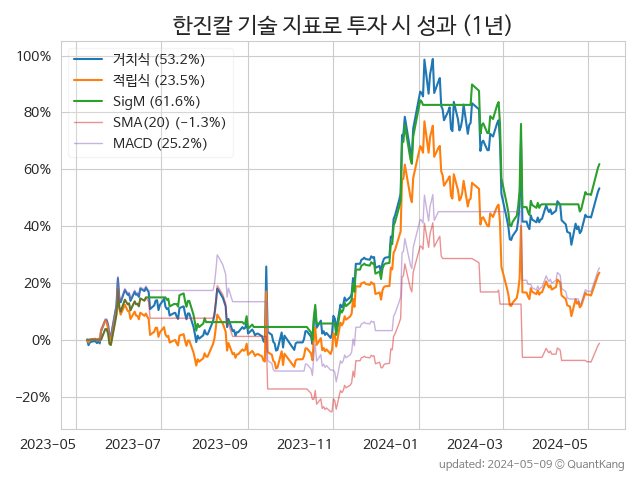 한진칼 기술 지표로 투자 시 성과 (1년)
거치식 (53.2%)
적립식 (23.5%)
SigM (61.6%)
SMA(20) (−1.3%)
MACD (25.2%)
100%
80%
60%
40%
20%
0%
−20%
2023-05 2023-07 2023-09 2023-11 2024-01 2024-03 2024-05
updated: 2024-05-09 © QuantKang